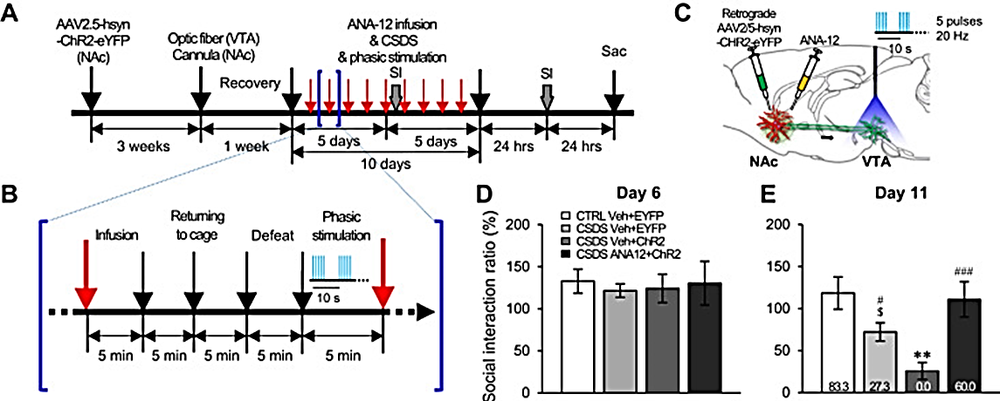 A
AAV2.5-hsyn
-ChR2-eYFP
(NAc)
Optic fiber (VTA)
Cannula (NAc)
Recovery
ANA-12 infusion
& CSDS
& phasic stimulation
SI
SI
Sac
3 weeks
1 week
5 days
5 days
24 hrs
24 hrs
10 days
B
Infusion
Returning
to cage
Defeat
Phasic
stimulation
10 s
5 min
5 min
5 min
5 min
5 min
C
Retrograde
AAV2/5-hsyn
-ChR2-eYFP
ANA-12
5 pulses
20 Hz
10 s
NAc
VTA
D
Day 6
Social interaction ratio (%)
200
150
100
50
0
CTRL Veh+EYFP
CSDS Veh+EYFP
CSDS Veh+ChR2
CSDS ANA12+ChR2
E
Day 11
200
150
100
50
0
#
$
**
###
83.3
27.3
0.0
60.0